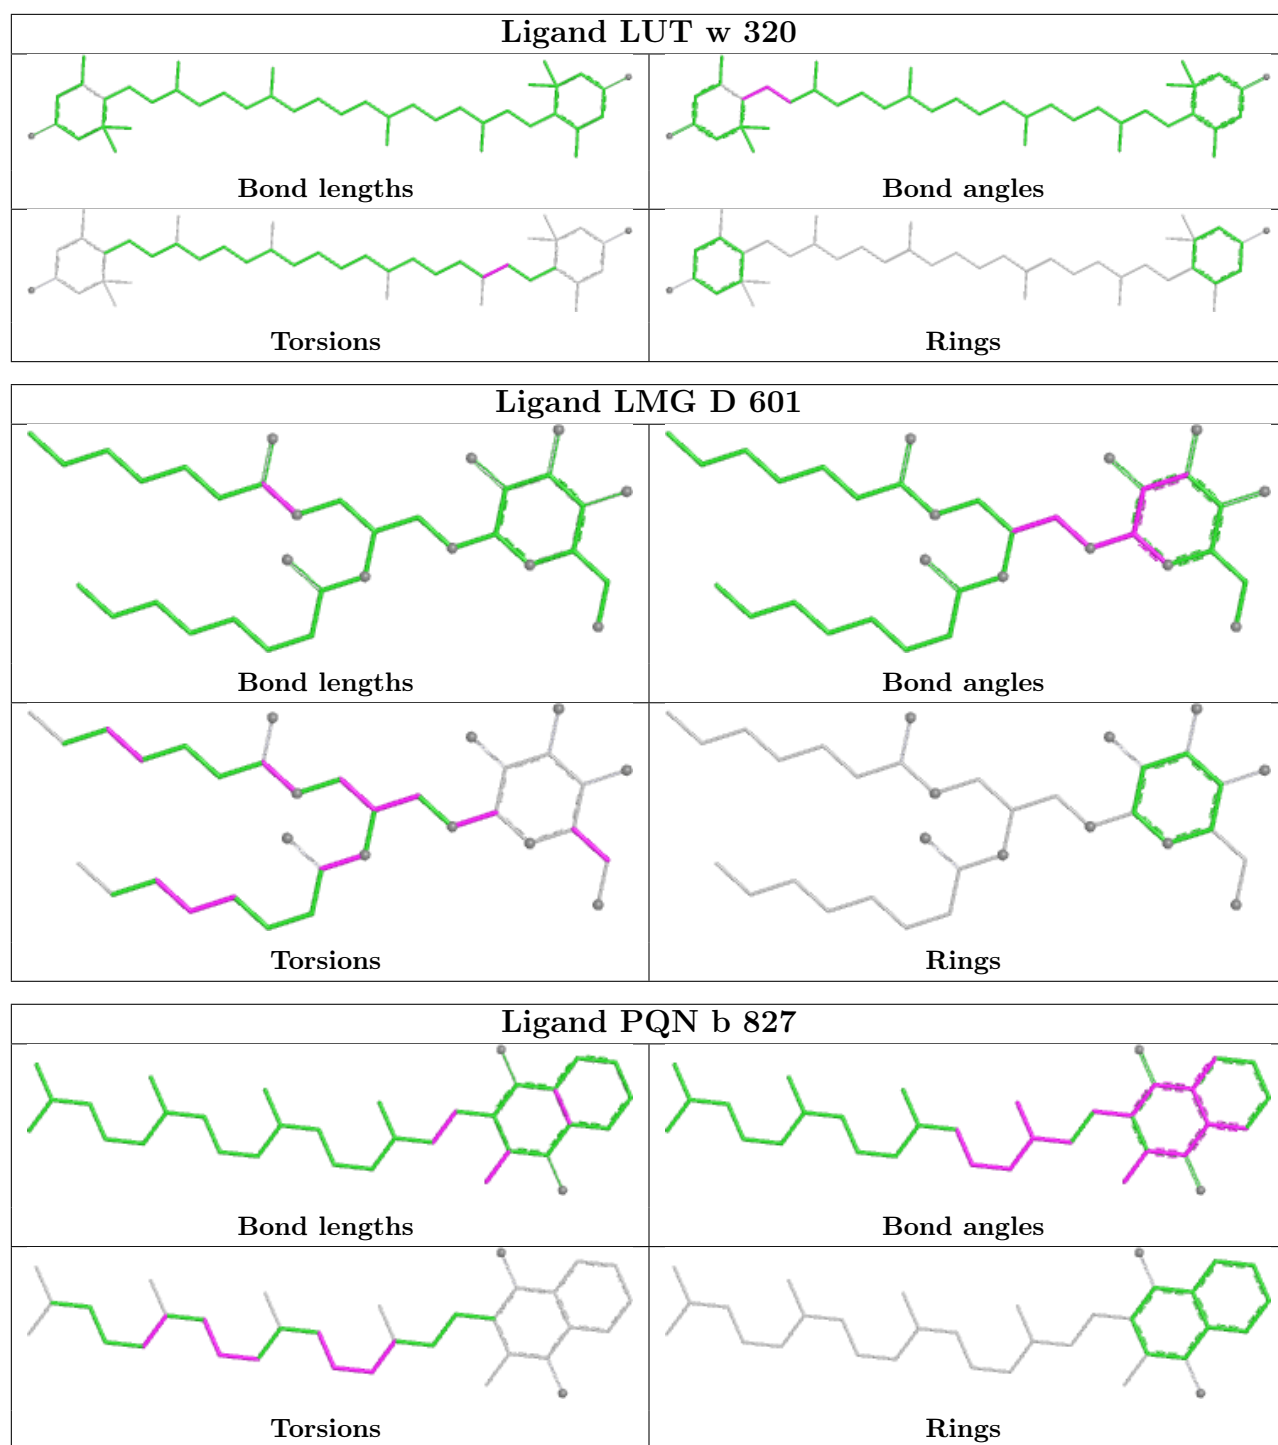 Ligand LUT w 320
Bond lengths
Bond angles
Torsions
Rings
Ligand LMG D 601
Bond lengths
Bond angles
Torsions
Rings
Ligand PQN b 827
Bond lengths
Bond angles
Torsions
Rings